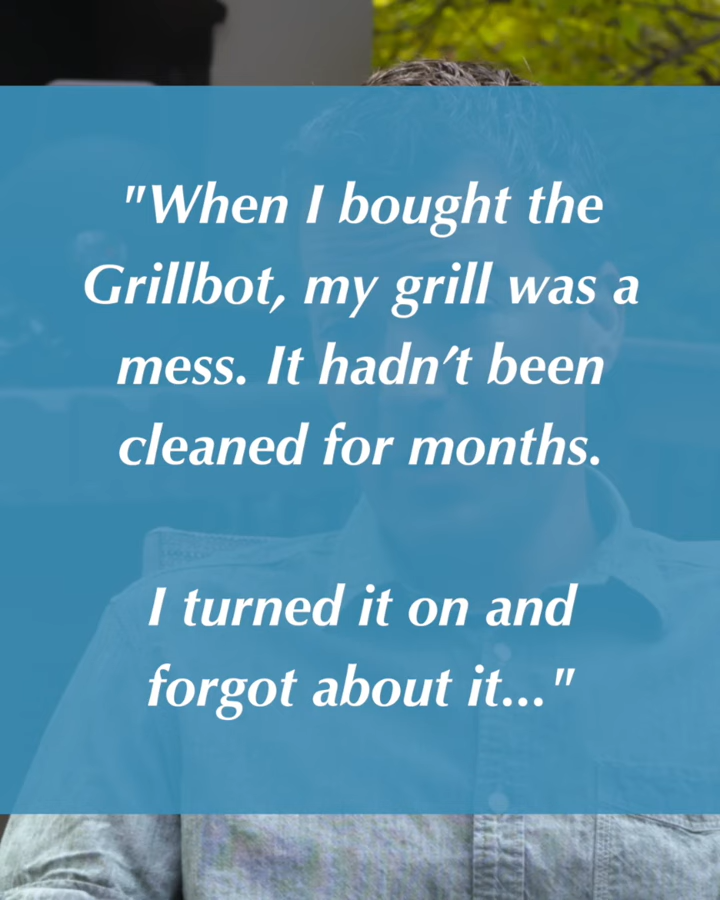 "When I bought the
Grillbot, my grill was a
mess. It hadn't been
cleaned for months.
I turned it on and
forgot about it..."